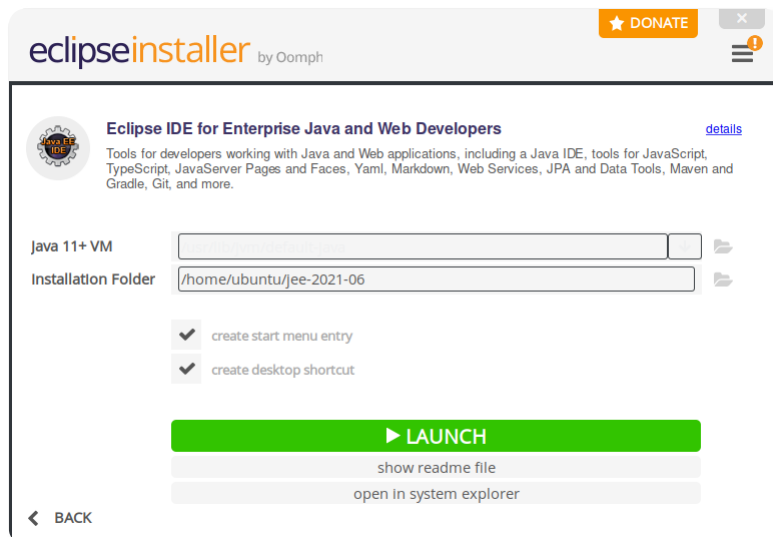 DONATE
eclipseinstaller by Oomph
Java EE
IDE
Eclipse IDE for Enterprise Java and Web Developers
details
Tools for developers working with Java and Web applications, including a Java IDE, tools for JavaScript,
TypeScript, JavaServer Pages and Faces, Yaml, Markdown, Web Services, JPA and Data Tools, Maven and
Gradle, Git, and more.
Java 11+ VM
Installation Folder
/home/ubuntu/jee-2021-06
create start menu entry
create desktop shortcut
LAUNCH
show readme file
open in system explorer
BACK